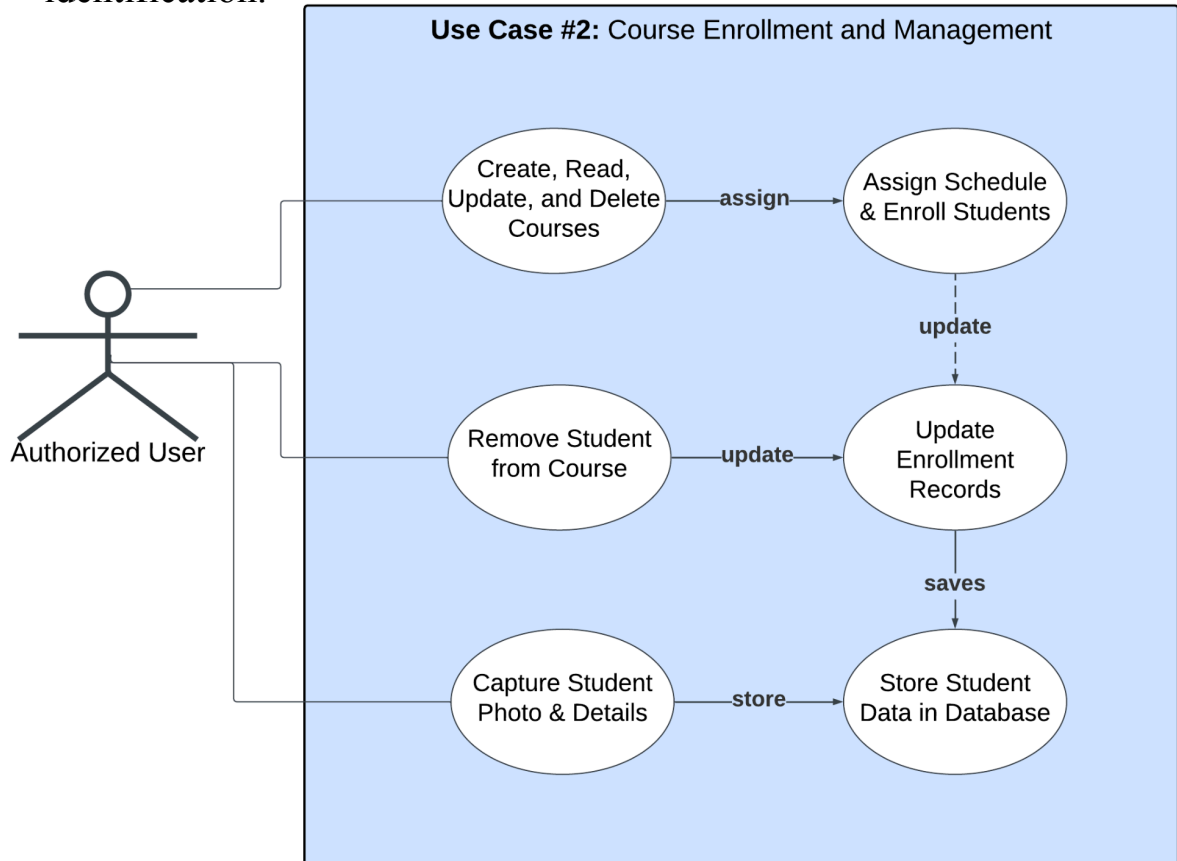 identification.
Use Case #2: Course Enrollment and Management
Create, Read,
Update, and Delete
Courses
assign
Assign Schedule
& Enroll Students
update
Authorized User
Remove Student
from Course
update
Update
Enrollment
Records
saves
Capture Student
Photo & Details
store
Store Student
Data in Database